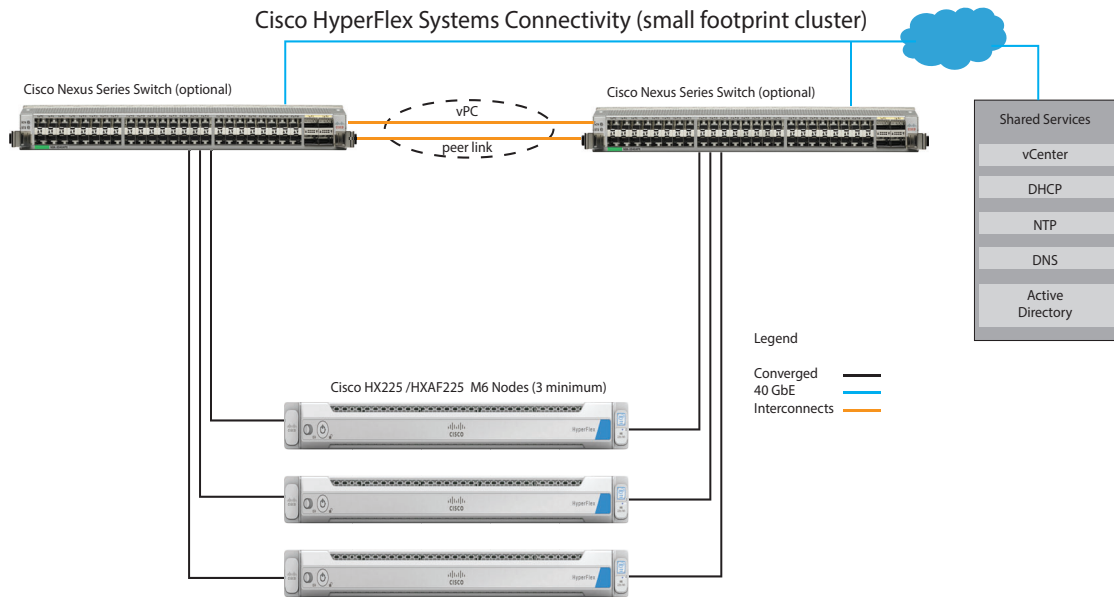 Cisco HyperFlex Systems Connectivity (small footprint cluster)
Cisco Nexus Series Switch (optional)
Cisco Nexus Series Switch (optional)
vPC
peer link
Shared Services
vCenter
DHCP
NTP
DNS
Active
Directory
Legend
Converged
40 GbE
Interconnects
Cisco HX225 /HXAF225 M6 Nodes (3 minimum)
CISCO
HyperFlex
CISCO
HyperFlex
CISCO
HyperFlex